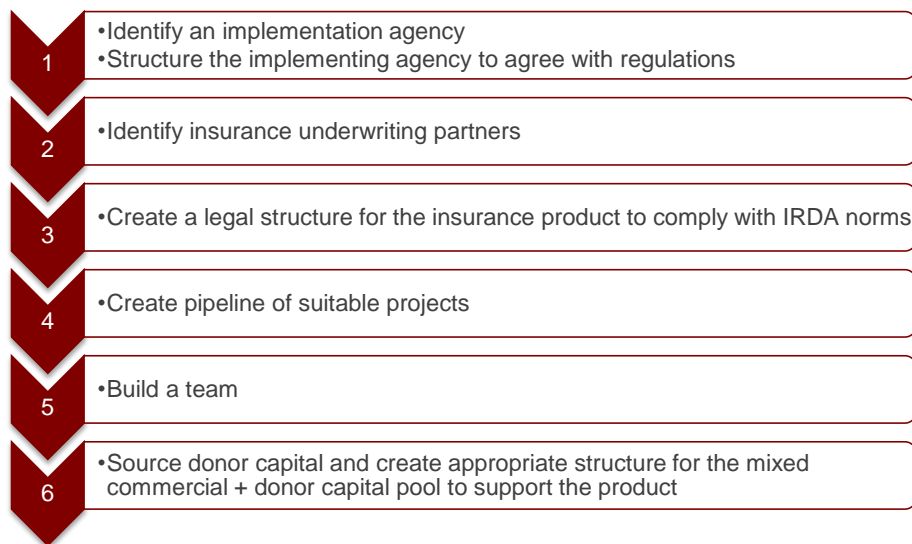 1
•Identify an implementation agency
•Structure the implementing agency to agree with regulations
2
•Identify insurance underwriting partners
3
•Create a legal structure for the insurance product to comply with IRDA norms
4
•Create pipeline of suitable projects
5
•Build a team
6
•Source donor capital and create appropriate structure for the mixed
commercial + donor capital pool to support the product